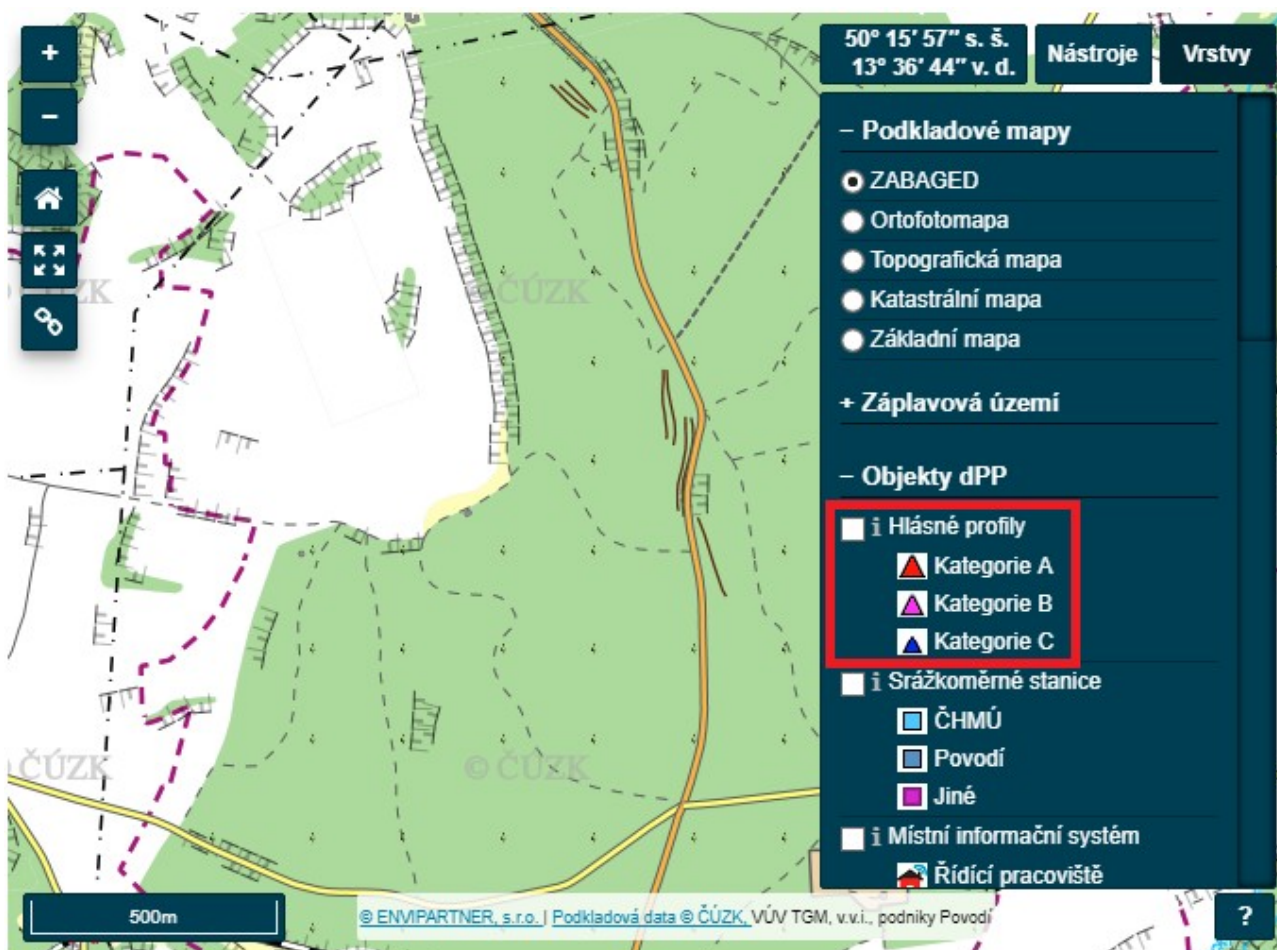 +
−
50° 15' 57" s. š.
13° 36' 44" v. d.
Nástroje
Vrstvy
− Podkladové mapy
ZABAGED
Ortofotomapa
Topografická mapa
Katastrální mapa
Základní mapa
+ Záplavová území
− Objekty dPP
i Hlásné profily
Kategorie A
Kategorie B
Kategorie C
i Srážkoměrné stanice
ČHMÚ
Povodí
Jiné
i Místní informační systém
Řídící pracoviště
ÚZK
© ČÚZK
ČÚZK
© ČÚZK
500m
© ENVIPARTNER, s.r.o. | Podkladová data © ČÚZK, VÚV TGM, v.v.i., podniky Povodí
?